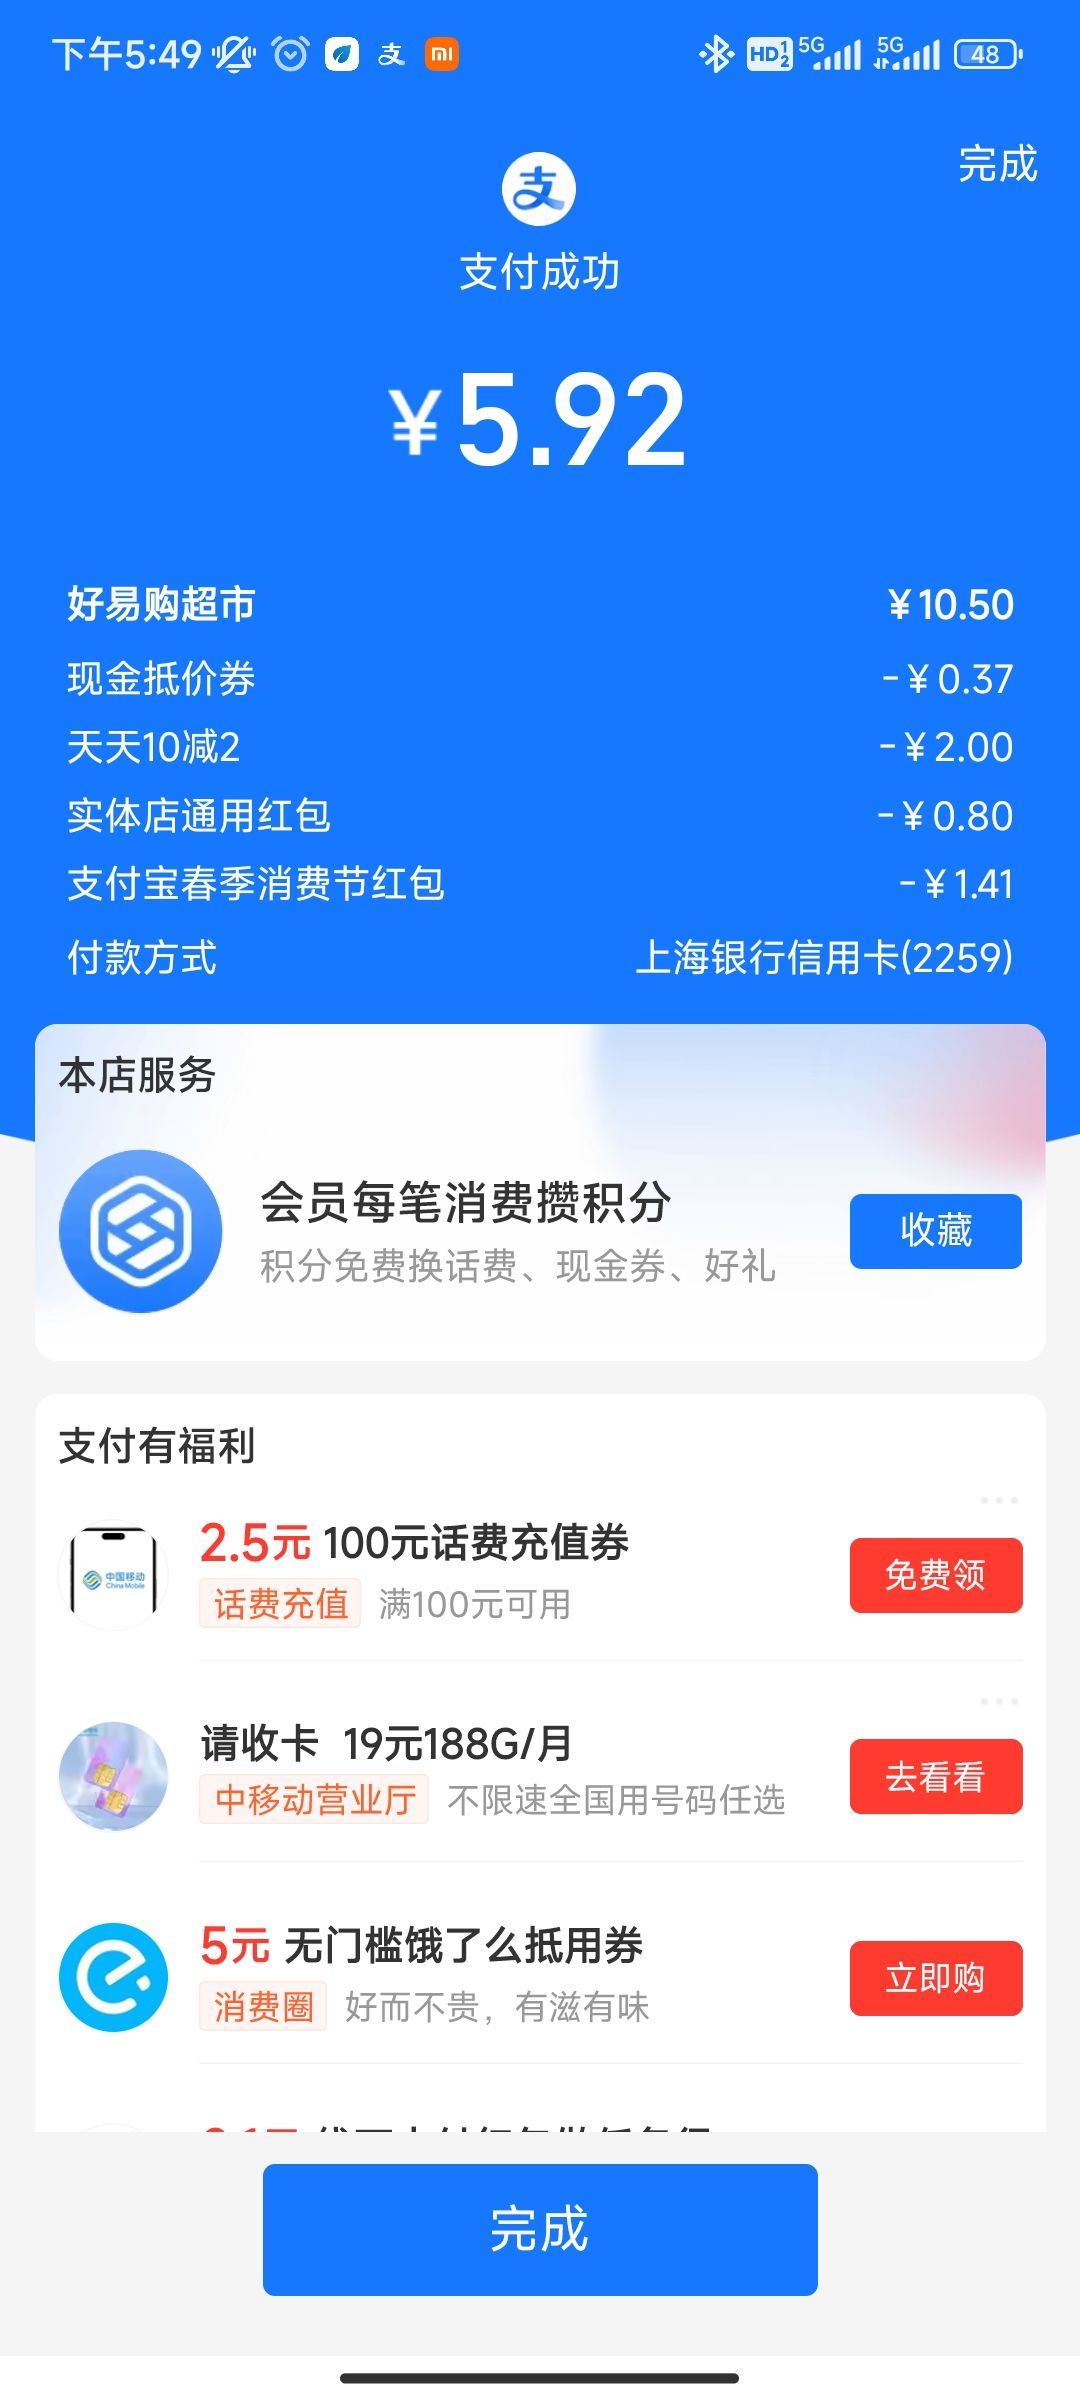 下午5:49
HD 1 2 5G 5G 48
完成
支
支付成功
¥5.92
好易购超市 ¥10.50
现金抵价券 -¥0.37
天天10减2 -¥2.00
实体店通用红包 -¥0.80
支付宝春季消费节红包 -¥1.41
付款方式 上海银行信用卡(2259)
本店服务
会员每笔消费攒积分
积分免费换话费、现金券、好礼
收藏
支付有福利
中国移动
China Mobile
2.5元 100元话费充值券
话费充值 满100元可用
免费领
请收卡 19元188G/月
中移动营业厅 不限速全国用号码任选
去看看
5元 无门槛饿了么抵用券
消费圈 好而不贵，有滋有味
立即购
完成